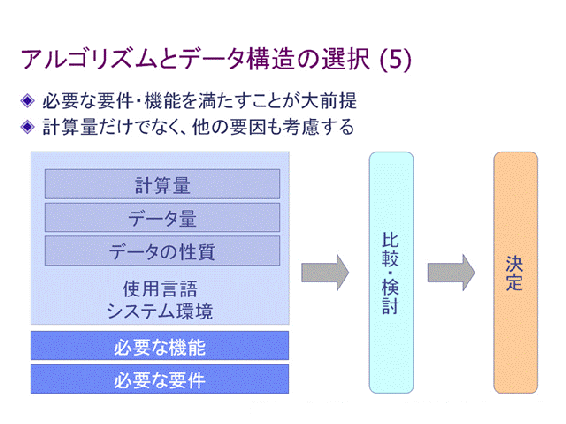 アルゴリズムとデータ構造の選択 (5)
必要な要件・機能を満たすことが大前提
計算量だけでなく、他の要因も考慮する
計算量
データ量
データの性質
使用言語
システム環境
必要な機能
必要な要件
比較・検討
決定